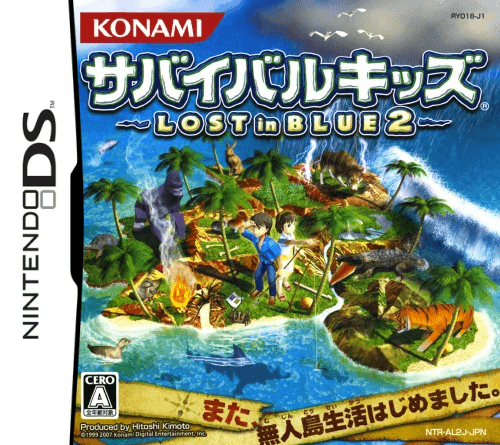 RY016-J1
KONAMI
サバイバルキッズ®
LOST in BLUE 2
NINTENDO DS™
CERO
A
全年齢対象
Produced by Hitoshi Kimoto
©1999 2007 Konami Digital Entertainment, Inc.
また、
無人島生活はじめました。
NTR-AL2J-JPN